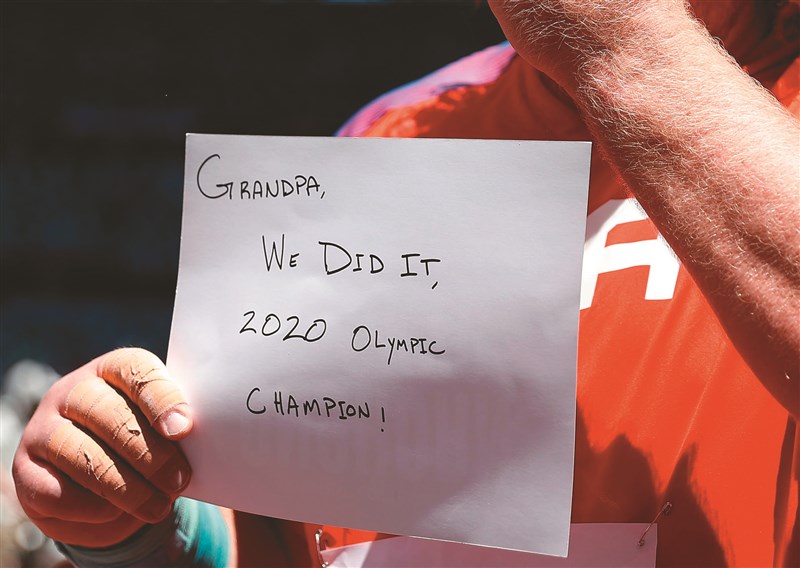 GRANDPA,
WE DID IT,
2020 OLYMPIC
CHAMPION!